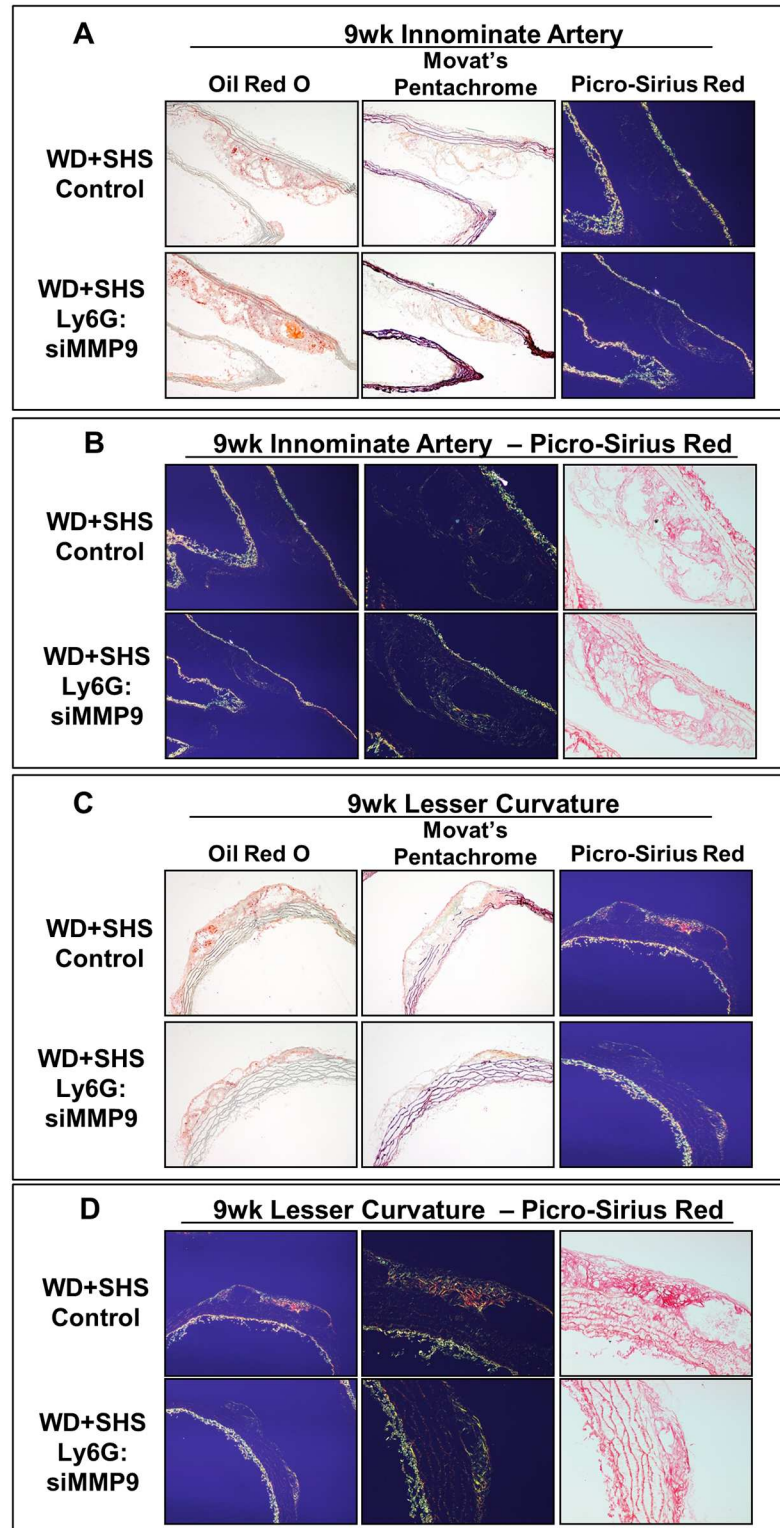 A
9wk Innominate Artery
Oil Red O
Movat's
Pentachrome
Picro-Sirius Red
WD+SHS
Control
WD+SHS
Ly6G:
siMMP9
B
9wk Innominate Artery – Picro-Sirius Red
WD+SHS
Control
WD+SHS
Ly6G:
siMMP9
C
9wk Lesser Curvature
Oil Red O
Movat's
Pentachrome
Picro-Sirius Red
WD+SHS
Control
WD+SHS
Ly6G:
siMMP9
D
9wk Lesser Curvature – Picro-Sirius Red
WD+SHS
Control
WD+SHS
Ly6G:
siMMP9